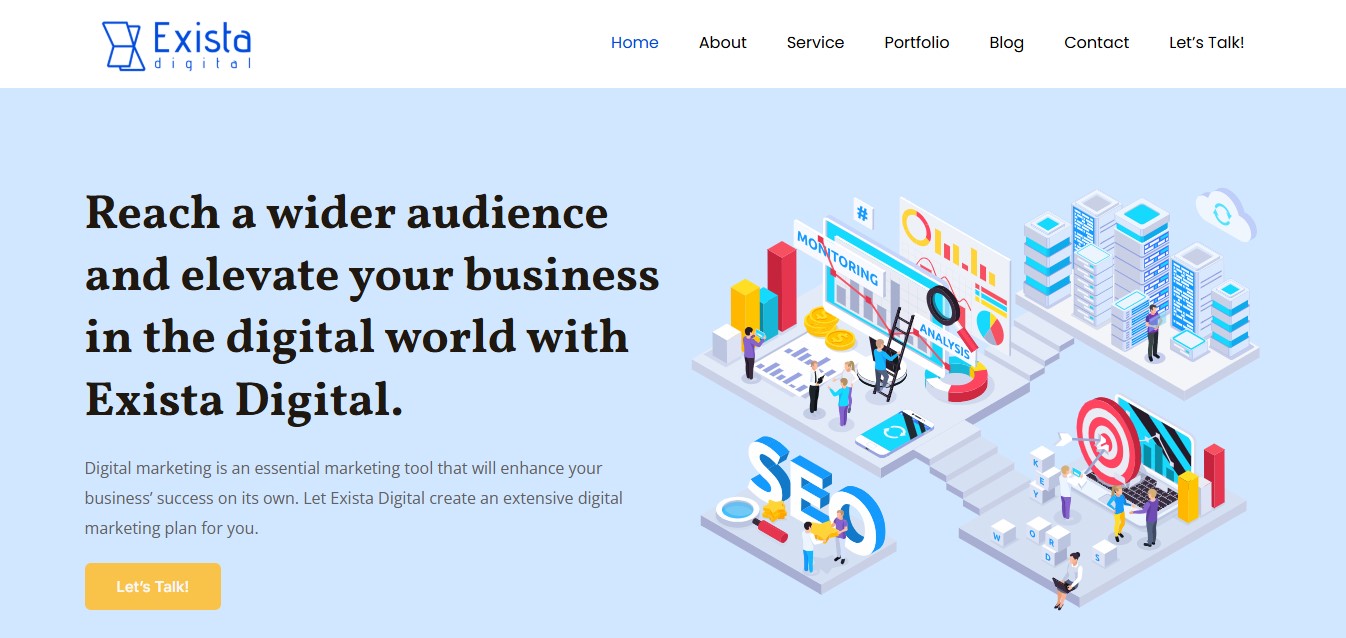 Exista
digital
Home
About
Service
Portfolio
Blog
Contact
Let's Talk!
Reach a wider audience
and elevate your business
in the digital world with
Exista Digital.
Digital marketing is an essential marketing tool that will enhance your
business’ success on its own. Let Exista Digital create an extensive digital
marketing plan for you.
Let's Talk!
#
MONITORING
ANALYSIS
SEO
K
E
Y
W
O
R
D
S